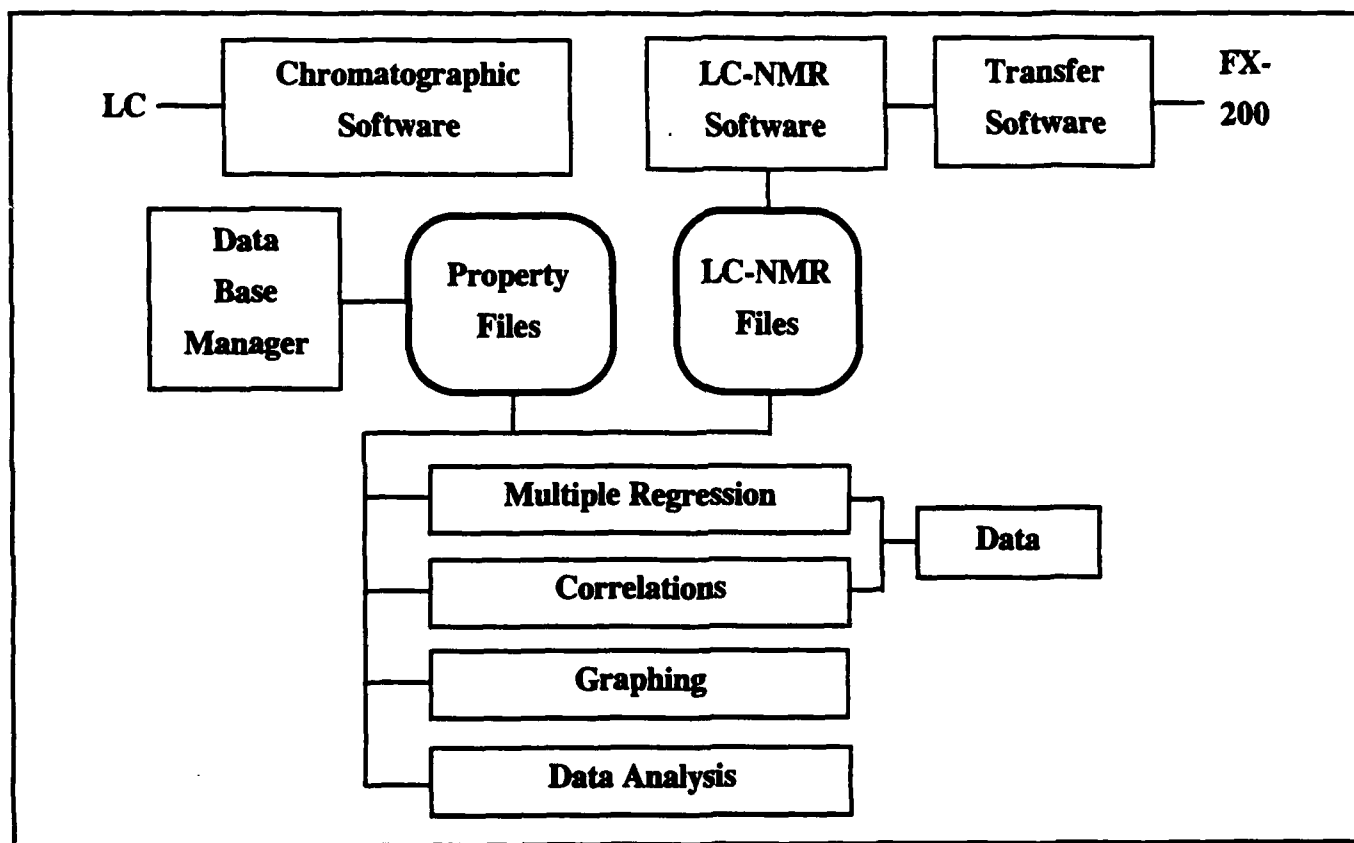 LC
Chromatographic
Software
LC-NMR
Software
Transfer
Software
FX-
200
Data
Base
Manager
Property
Files
LC-NMR
Files
Multiple Regression
Correlations
Data
Graphing
Data Analysis